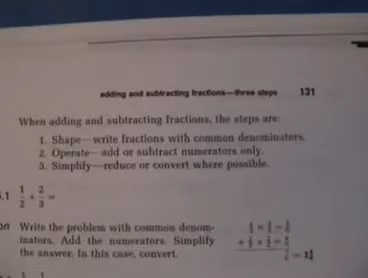 adding and subtracting fractions—three steps 131
When adding and subtracting fractions, the steps are
1. Shape—write fractions with common denominators.
2. Operate—add or subtract numerators only.
3. Simplify—reduce or convert where possible.
.1 1/2 + 2/3 =
on Write the problem with common denom-
inators. Add the numerators. Simplify
the answer. In this case, convert.